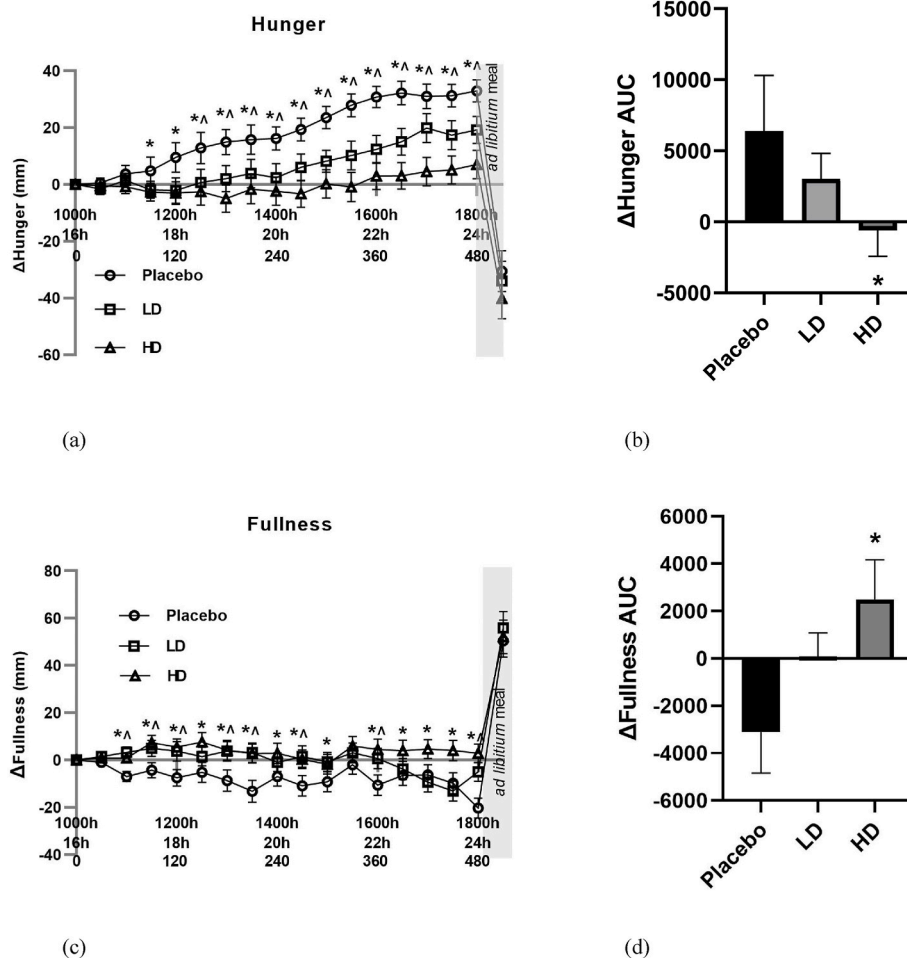 Hunger
ΔHunger (mm)
40
20
0
-20
-40
-60
* * *^ *^ *^ *^ *^ *^ *^ *^ *^ *^ *^ *^
1000h 1200h 1400h 1600h 1800h
16h 18h 20h 22h 24h
0 120 240 360 480
Placebo
LD
HD
ad libitium meal
(a)
ΔHunger AUC
15000
10000
5000
0
-5000
*
Placebo LD HD
(b)
Fullness
ΔFullness (mm)
80
60
40
20
0
-20
-40
Placebo
LD
HD
*^ *^ *^ * *^ *^ * *^ * *^ * * * *^
1000h 1200h 1400h 1600h 1800h
16h 18h 20h 22h 24h
0 120 240 360 480
ad libitium meal
(c)
ΔFullness AUC
6000
4000
2000
0
-2000
-4000
-6000
*
Placebo LD HD
(d)